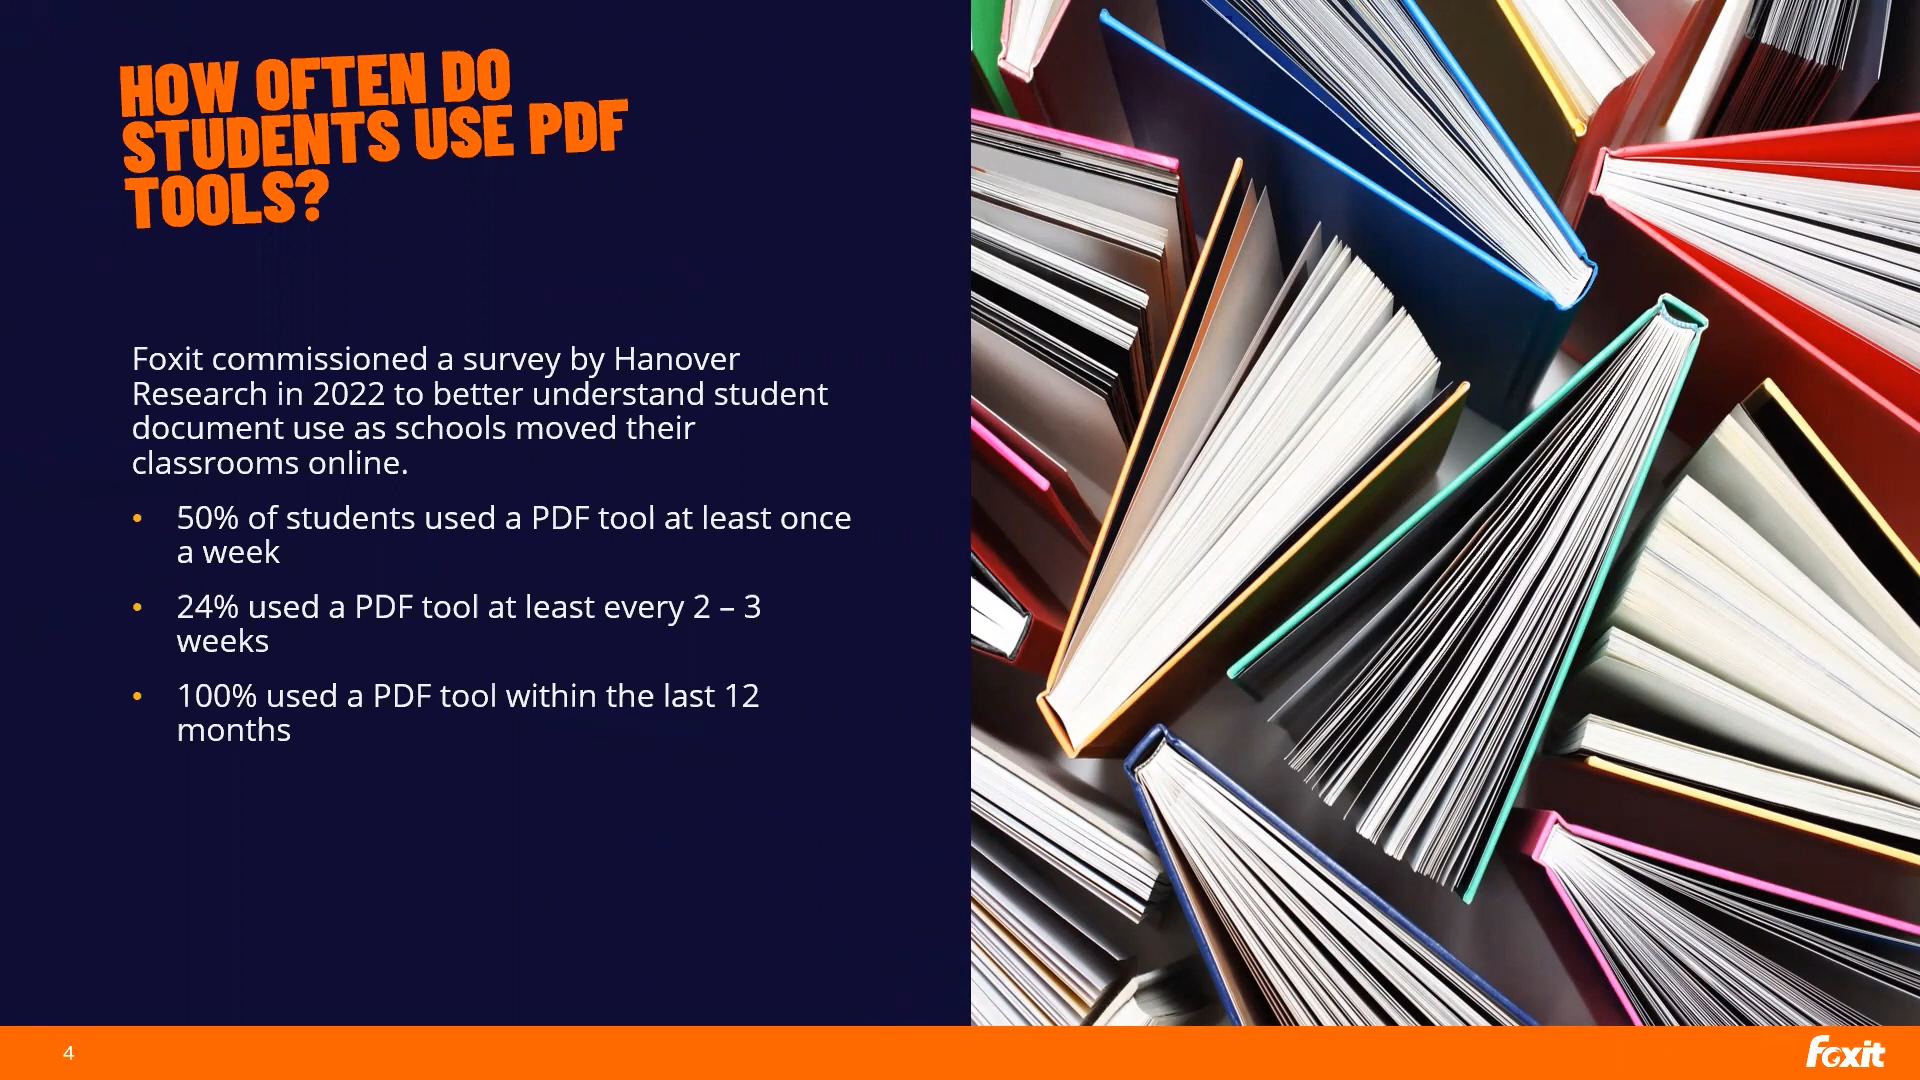 HOW OFTEN DO
STUDENTS USE PDF
TOOLS?
Foxit commissioned a survey by Hanover
Research in 2022 to better understand student
document use as schools moved their
classrooms online.
• 50% of students used a PDF tool at least once
a week
• 24% used a PDF tool at least every 2 – 3
weeks
• 100% used a PDF tool within the last 12
months
4
Foxit